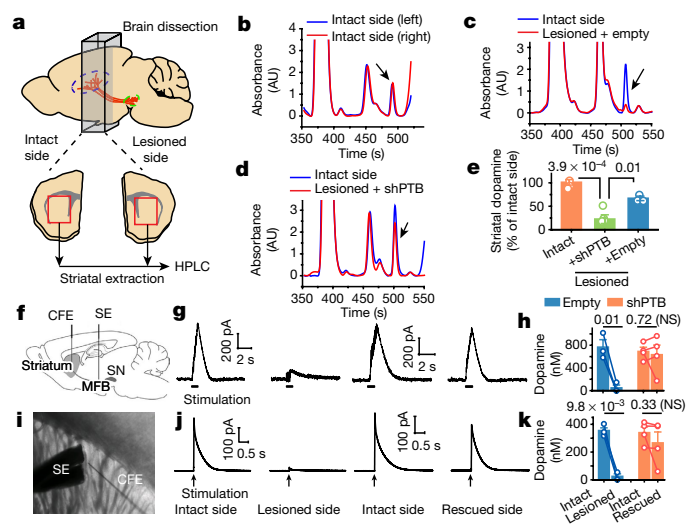 a
Brain dissection
Intact side
Lesioned side
Striatal extraction
HPLC
b
Intact side (left)
Intact side (right)
Absorbance (AU)
4
3
2
1
0
350 400 450 500 550
Time (s)
c
Intact side
Lesioned + empty
Absorbance (AU)
3
2
1
0
350 400 450 500 550
Time (s)
d
Intact side
Lesioned + shPTB
Absorbance (AU)
3
2
1
0
350 400 450 500 550
Time (s)
e
3.9 × 10⁻⁴
0.01
Striatal dopamine (% of intact side)
100
50
0
Intact
+shPTB
+Empty
Lesioned
f
CFE
SE
Striatum
MFB
SN
g
200 pA
2 s
200 pA
2 s
Stimulation
h
Empty
shPTB
0.01
0.72 (NS)
Dopamine (nM)
800
400
0
i
SE
CFE
j
100 pA
0.5 s
100 pA
0.5 s
Stimulation
Intact side
Lesioned side
Intact side
Rescued side
k
9.8 × 10⁻³
0.33 (NS)
Dopamine (nM)
400
200
0
Intact
Lesioned
Intact
Rescued